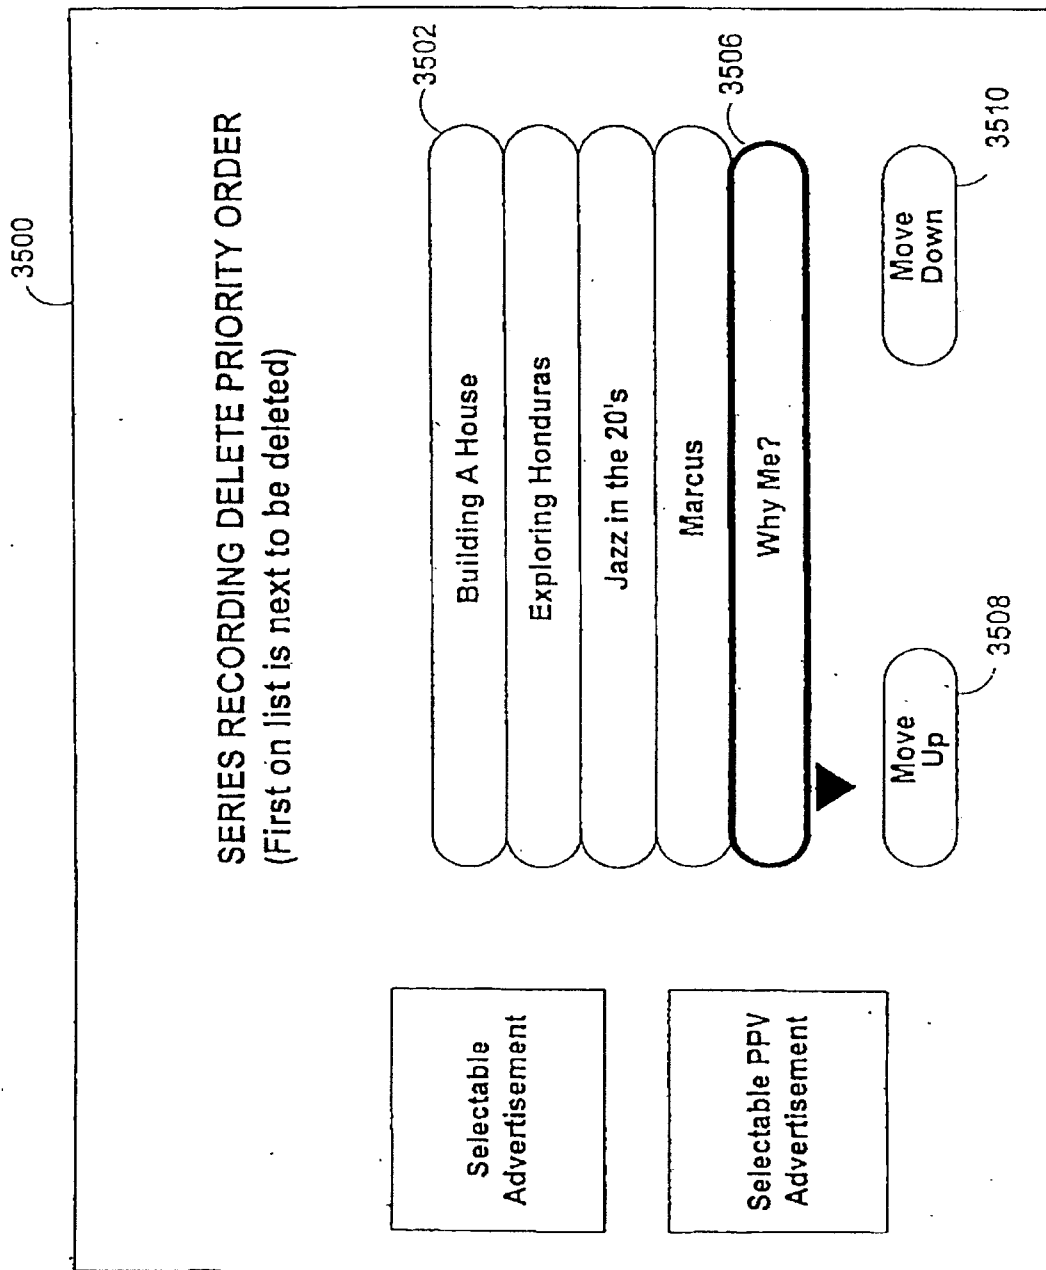 3500
SERIES RECORDING DELETE PRIORITY ORDER
(First on list is next to be deleted)
Selectable
Advertisement
Selectable PPV
Advertisement
3502
Building A House
Exploring Honduras
Jazz in the 20's
Marcus
3506
Why Me?
Move
Up
3508
Move
Down
3510